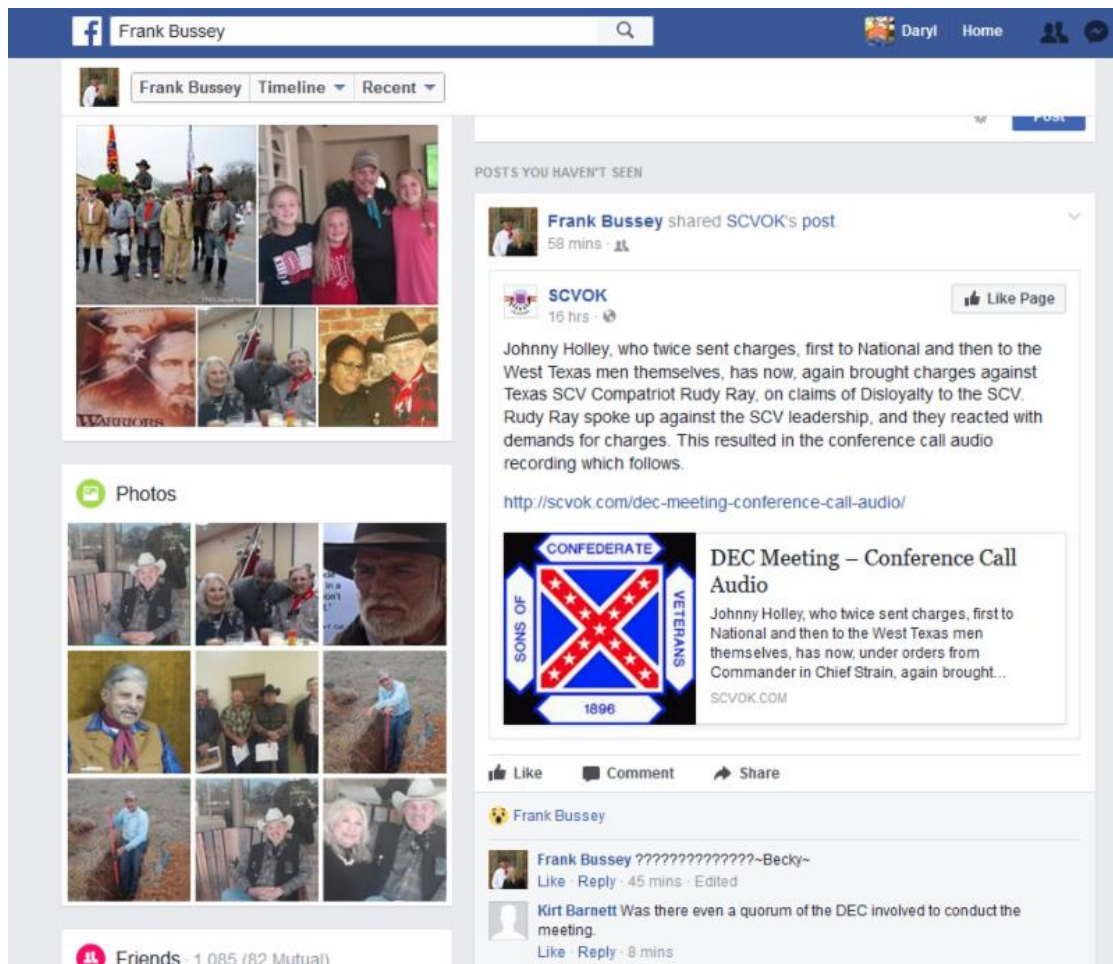 Frank Bussey
Daryl Home
Frank Bussey Timeline Recent
Post
WARRIORS
Photos
Friends · 1,085 (82 Mutual)
POSTS YOU HAVEN'T SEEN
Frank Bussey shared SCVOK's post.
58 mins ·
SCVOK
16 hrs ·
Like Page
Johnny Holley, who twice sent charges, first to National and then to the
West Texas men themselves, has now, again brought charges against
Texas SCV Compatriot Rudy Ray, on claims of Disloyalty to the SCV.
Rudy Ray spoke up against the SCV leadership, and they reacted with
demands for charges. This resulted in the conference call audio
recording which follows.
http://scvok.com/dec-meeting-conference-call-audio/
CONFEDERATE
SONS OF
VETERANS
1896
DEC Meeting – Conference Call
Audio
Johnny Holley, who twice sent charges, first to
National and then to the West Texas men
themselves, has now, under orders from
Commander in Chief Strain, again brought...
SCVOK.COM
Like Comment Share
Frank Bussey
Frank Bussey ??????????????~Becky~
Like · Reply · 45 mins · Edited
Kirt Barnett Was there even a quorum of the DEC involved to conduct the
meeting.
Like · Reply · 8 mins